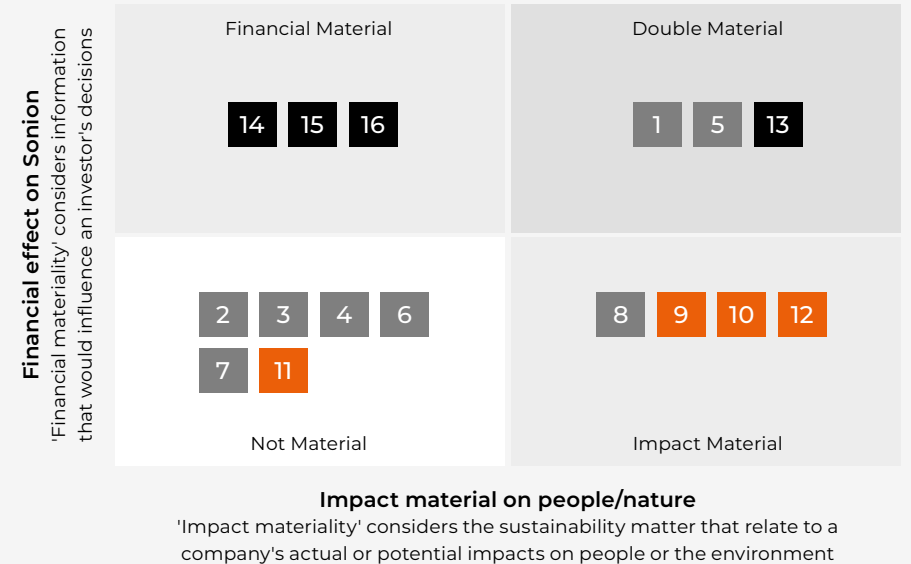 Financial effect on Sonion
'Financial materiality' considers information
that would influence an investor's decisions
Financial Material
14 15 16
Double Material
1 5 13
2 3 4 6
7 11
Not Material
8 9 10 12
Impact Material
Impact material on people/nature
'Impact materiality' considers the sustainability matter that relate to a
company's actual or potential impacts on people or the environment